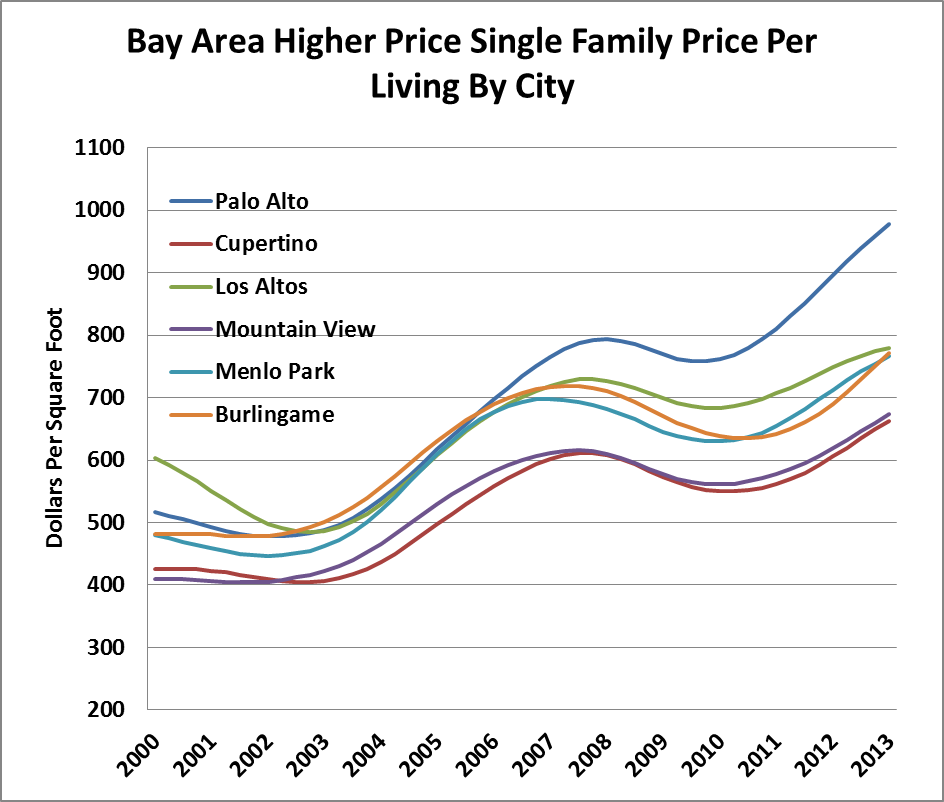 Bay Area Higher Price Single Family Price Per
Living By City
1100
1000
900
800
700
600
500
400
300
200
Dollars Per Square Foot
Palo Alto
Cupertino
Los Altos
Mountain View
Menlo Park
Burlingame
2000
2001
2002
2003
2004
2005
2006
2007
2008
2009
2010
2011
2012
2013